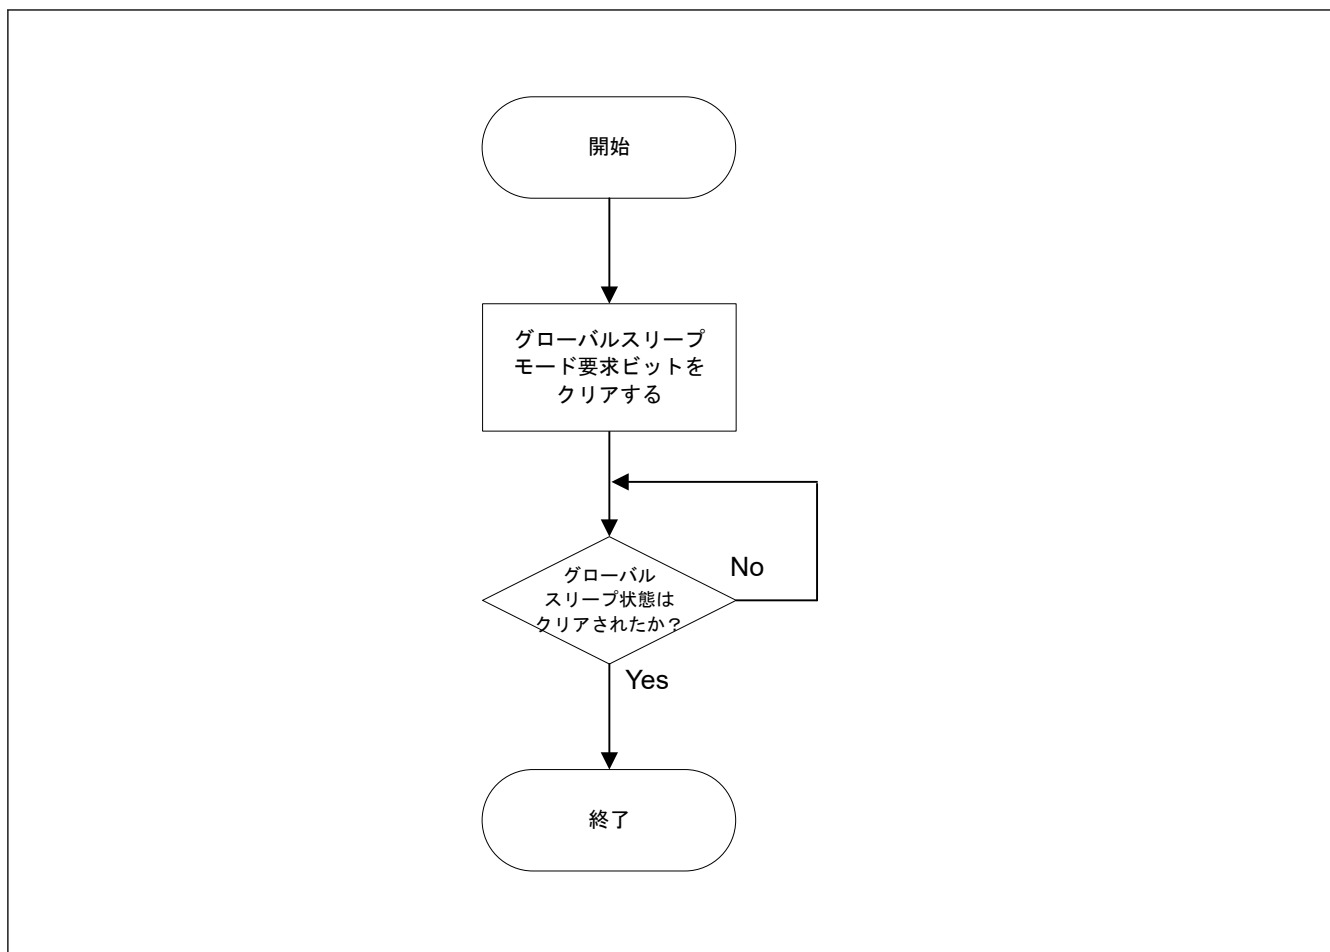 開始
グローバルスリープ
モード要求ビットを
クリアする
グローバル
スリープ状態は
クリアされたか？
No
Yes
終了